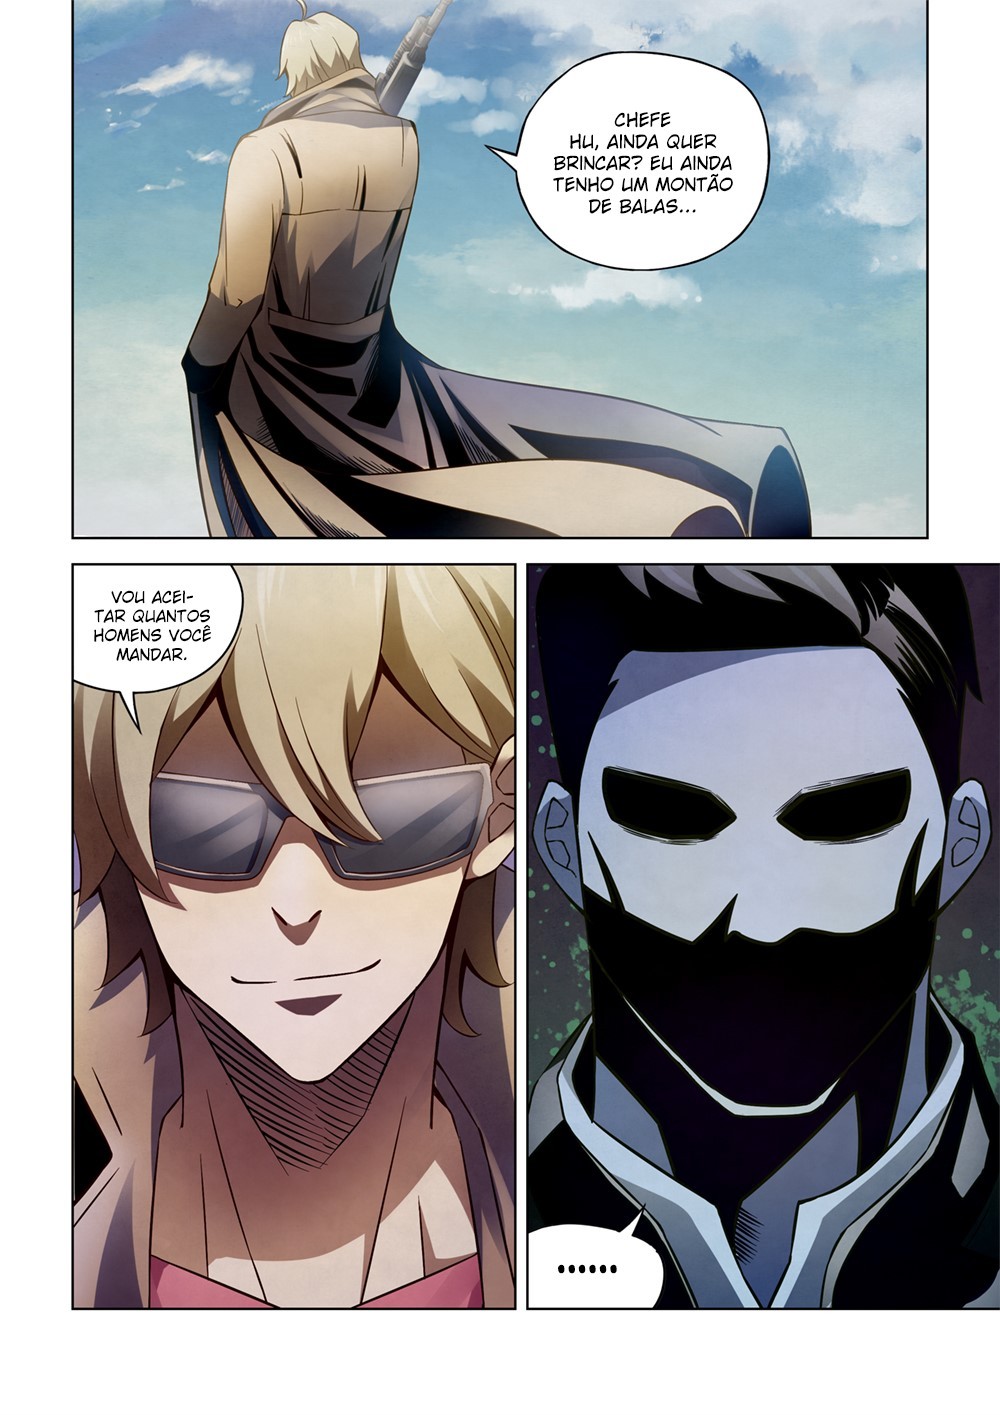 CHEFE
HU, AINDA QUER
BRINCAR? EU AINDA
TENHO UM MONTÃO
DE BALAS...
VOU ACEI-
TAR QUANTOS
HOMENS VOCÊ
MANDAR.
......